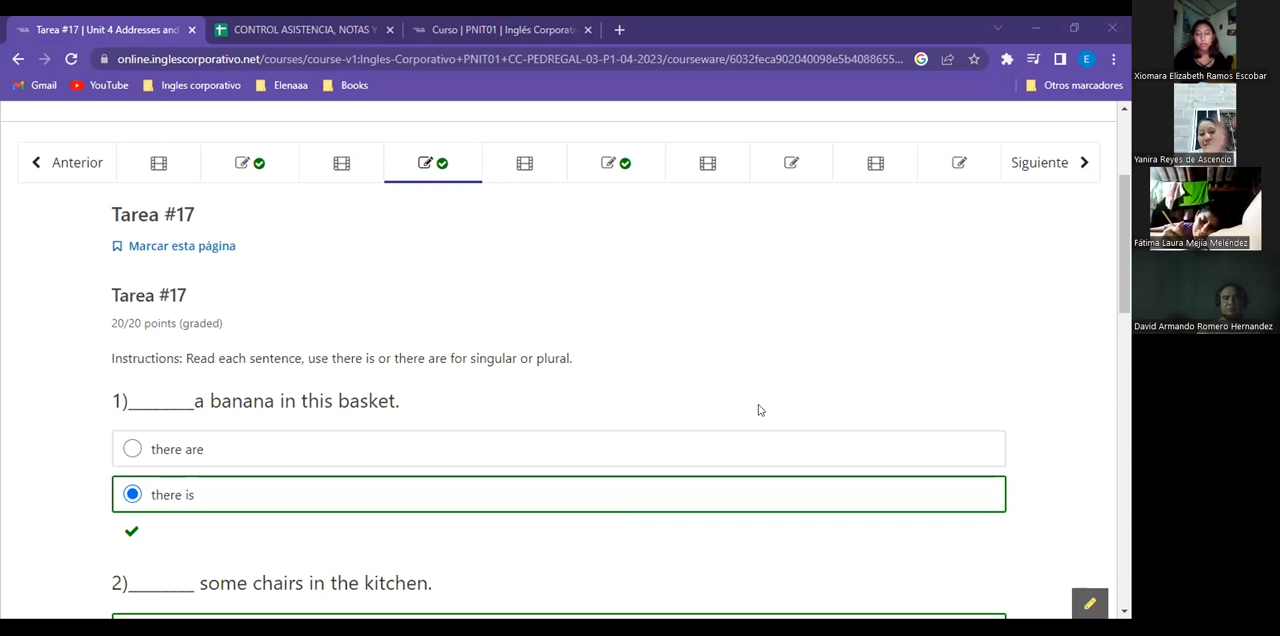 Tarea #17 | Unit 4 Addresses and
CONTROL ASISTENCIA, NOTAS Y
Curso | PNIT01 | Inglés Corporati
online.inglescorporativo.net/courses/course-v1:Ingles-Corporativo+PNIT01+CC-PEDREGAL-03-P1-04-2023/courseware/6032feca902040098e5b4088655...
E
Gmail
YouTube
Ingles corporativo
Elenaaa
Books
Otros marcadores
Anterior
Siguiente
Tarea #17
Marcar esta página
Tarea #17
20/20 points (graded)
Instructions: Read each sentence, use there is or there are for singular or plural.
1)_______a banana in this basket.
there are
there is
2)_______ some chairs in the kitchen.
Xiomara Elizabeth Ramos Escobar
Yanira Reyes de Ascencio
Fátima Laura Mejía Meléndez
David Armando Romero Hernandez